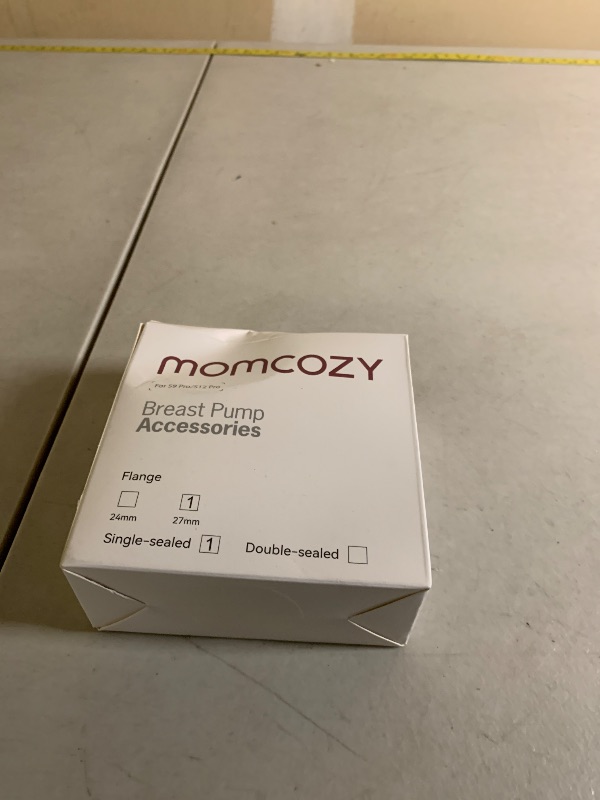 momcozy
[For S9 Pro/S12 Pro]
Breast Pump
Accessories
Flange
1
24mm 27mm
Single-sealed 1 Double-sealed